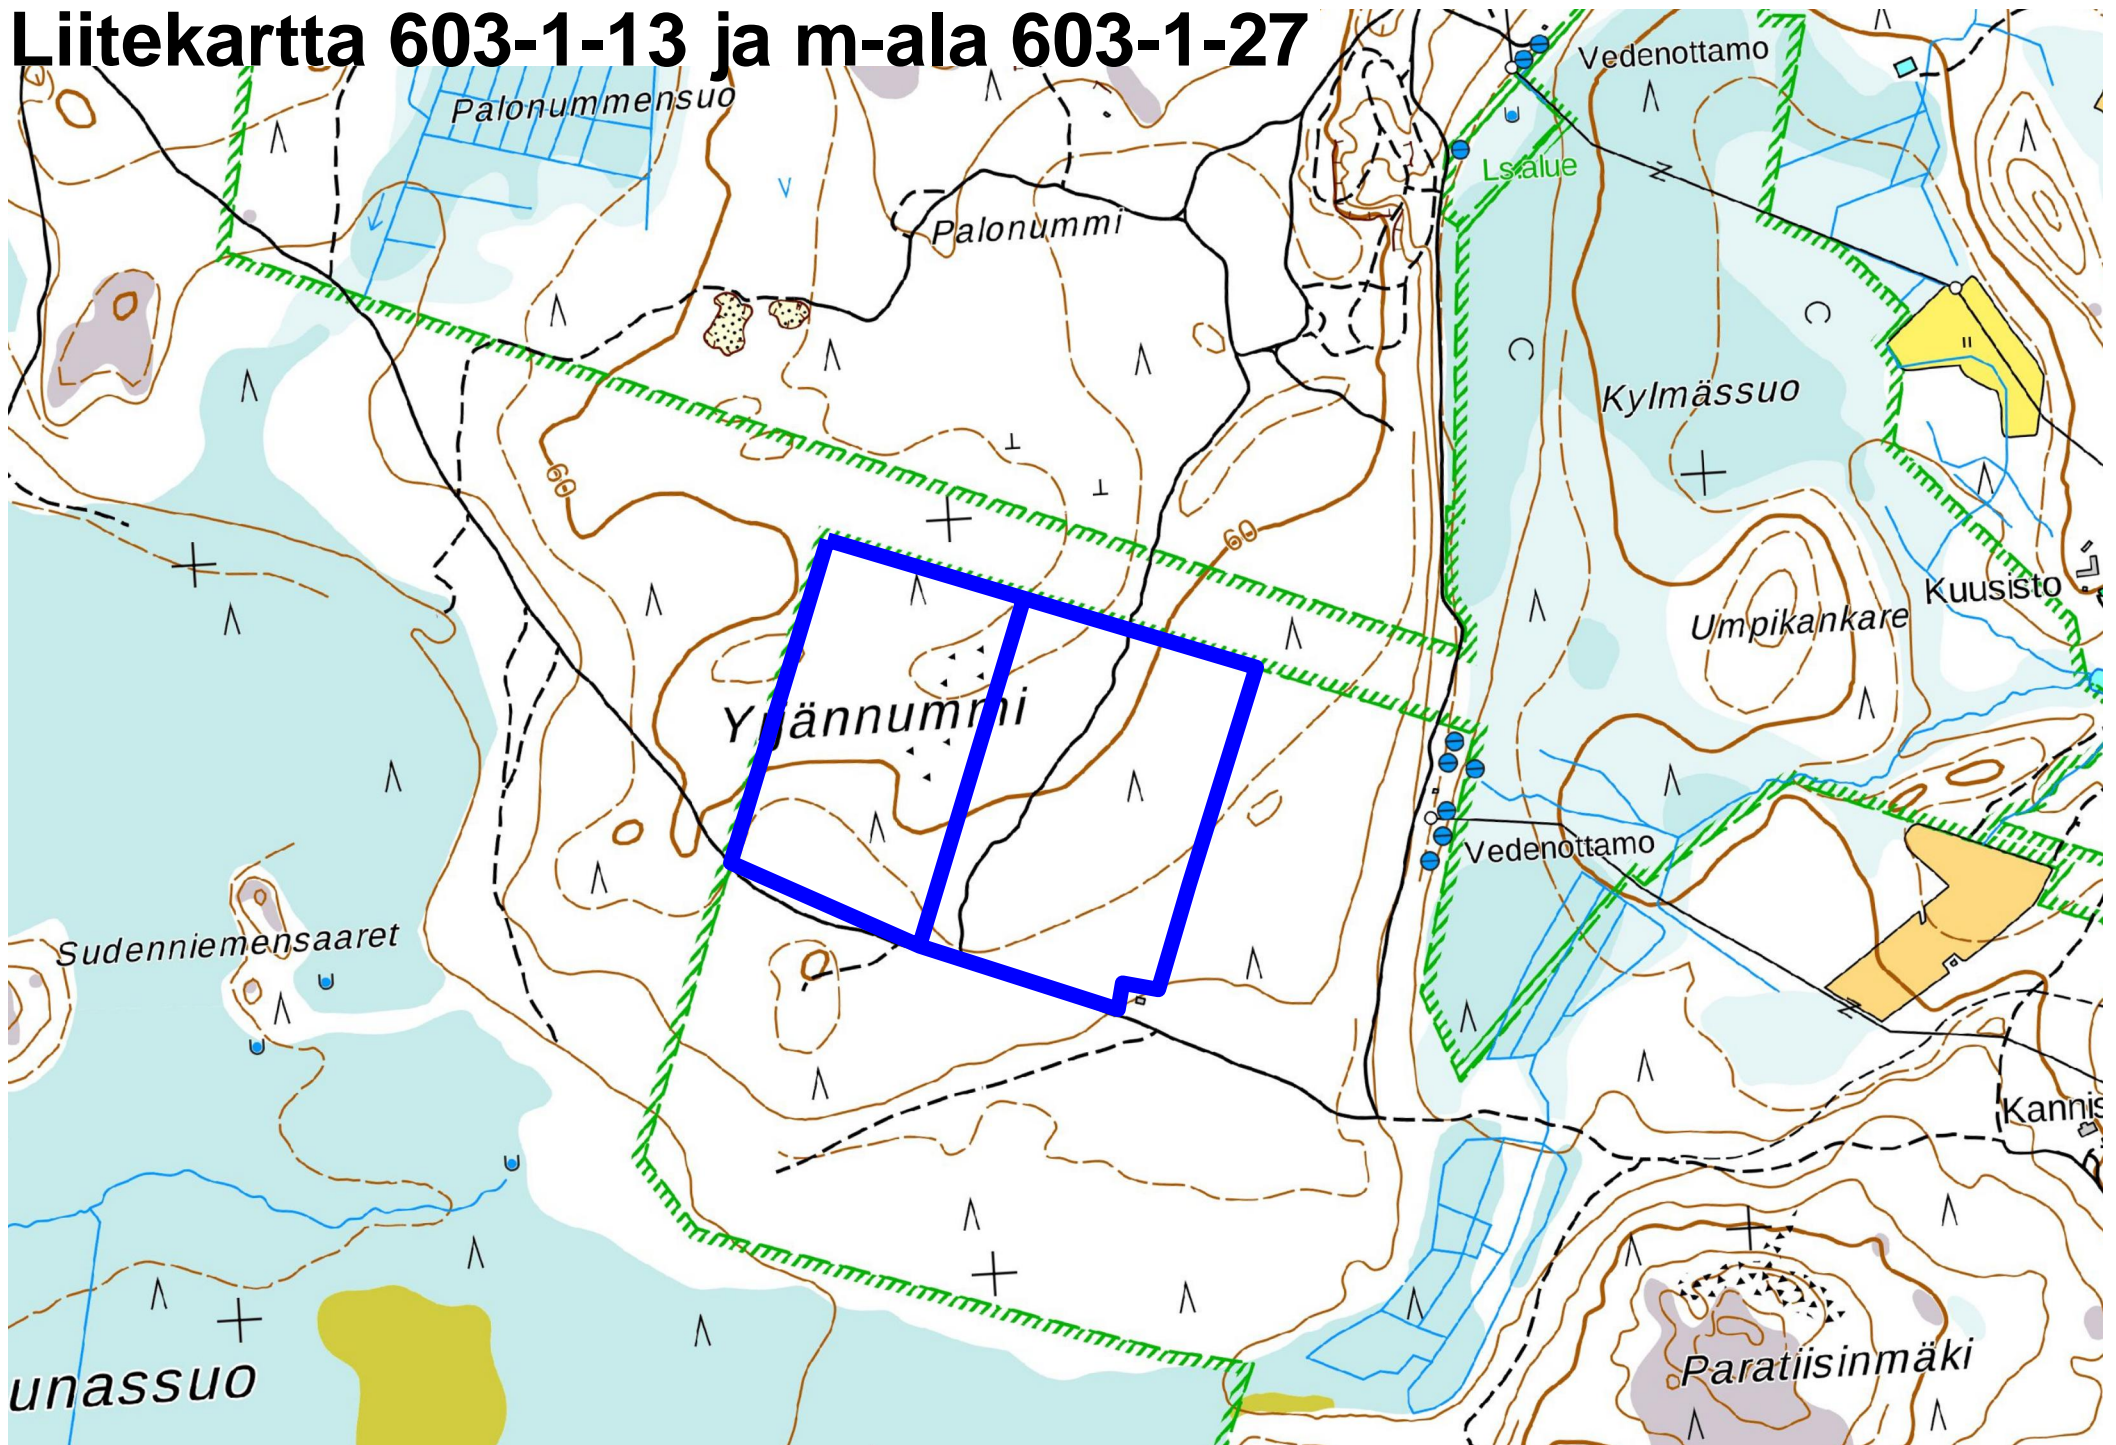 Liitekartta 603-1-13 ja m-ala 603-1-27
Vedenottamo
Palonummensuo
Ls.alue
Palonummi
Kylmässuo
60
60
Kuusisto
Umpikankare
Yrjännummi
Vedenottamo
Sudenniemensaaret
Kannis
Paratiisinmäki
unassuo